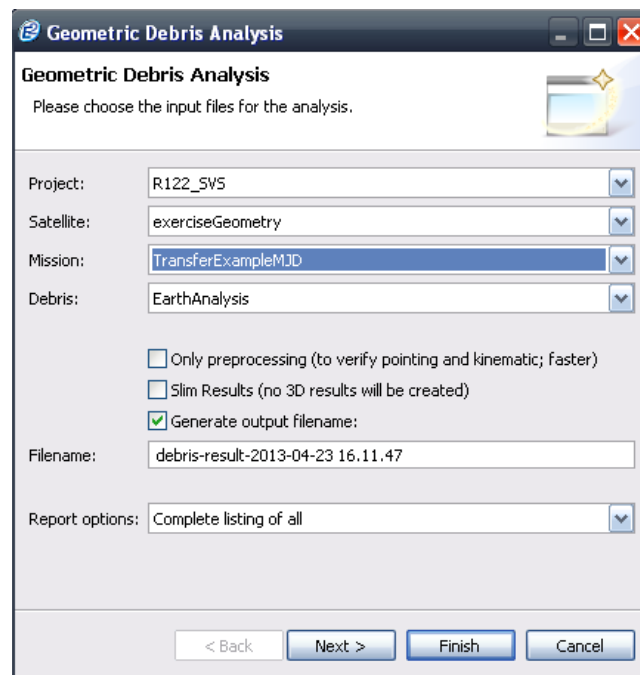 Geometric Debris Analysis
Geometric Debris Analysis
Please choose the input files for the analysis.
Project: R122_SVS
Satellite: exerciseGeometry
Mission: TransferExampleMJD
Debris: EarthAnalysis
Only preprocessing (to verify pointing and kinematic; faster)
Slim Results (no 3D results will be created)
Generate output filename:
Filename: debris-result-2013-04-23 16.11.47
Report options: Complete listing of all
< Back Next > Finish Cancel